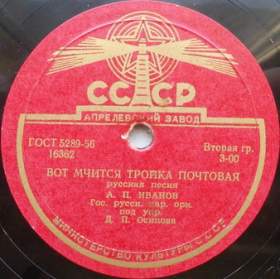 СССР
АПРЕЛЕВСКИЙ ЗАВОД
ГОСТ 5289-56
16362
Вторая гр.
3-00
ВОТ МЧИТСЯ ТРОЙКА ПОЧТОВАЯ
русская песня
А. П. ИВАНОВ
Гос. русск. нар. орк.
под упр.
Д. П. Осипова
МИНИСТЕРСТВО КУЛЬТУРЫ СССР